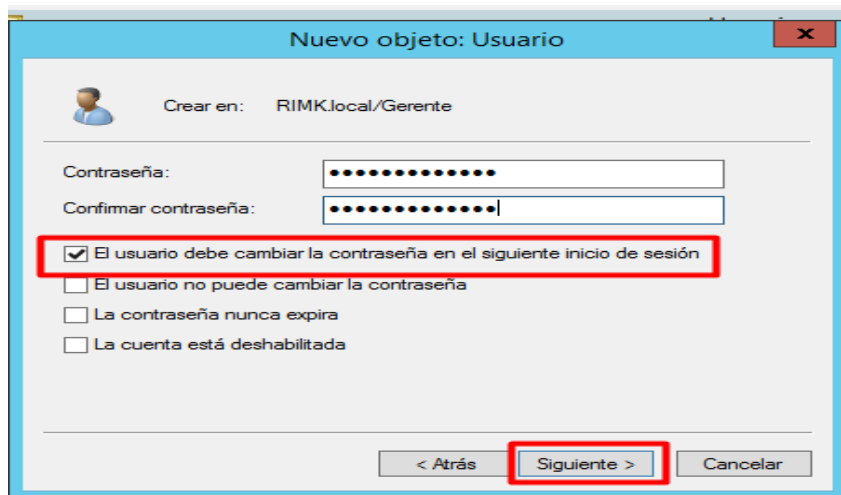 Nuevo objeto: Usuario
x
Crear en: RIMK.local/Gerente
Contraseña: •••••••••••••
Confirmar contraseña: •••••••••••••
El usuario debe cambiar la contraseña en el siguiente inicio de sesión
El usuario no puede cambiar la contraseña
La contraseña nunca expira
La cuenta está deshabilitada
< Atrás Siguiente > Cancelar